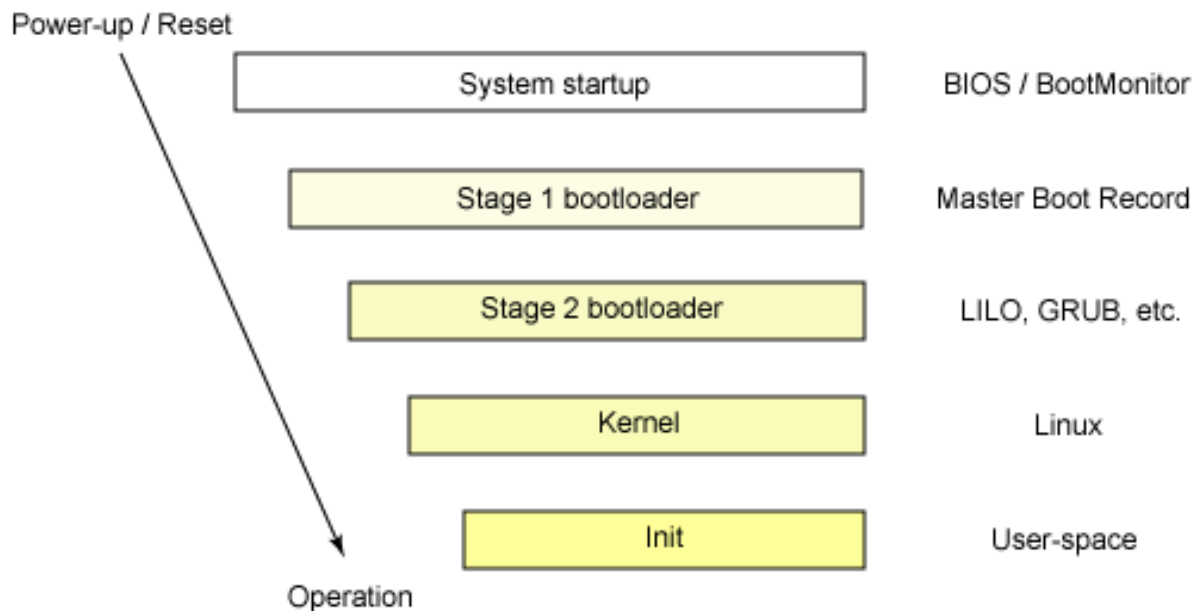 Power-up / Reset
System startup
BIOS / BootMonitor
Stage 1 bootloader
Master Boot Record
Stage 2 bootloader
LILO, GRUB, etc.
Kernel
Linux
Init
User-space
Operation